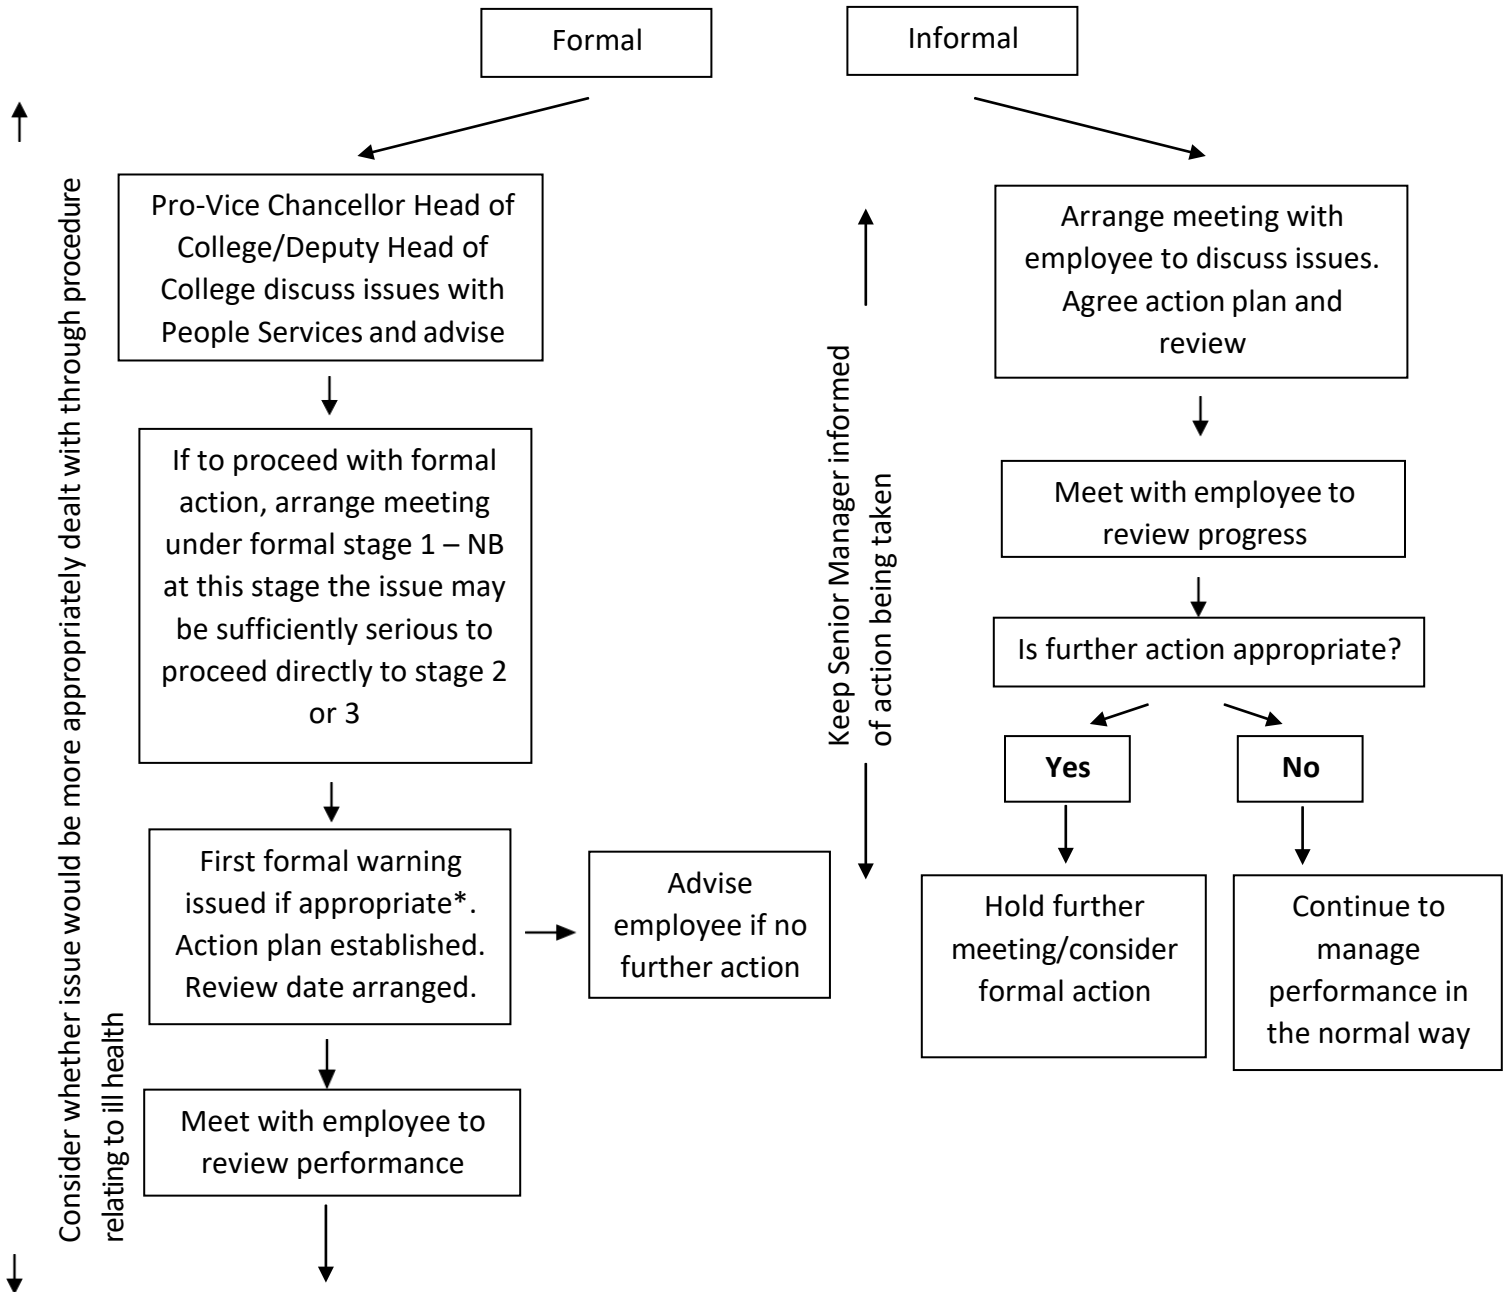 Formal
Informal
Consider whether issue would be more appropriately dealt with through procedure
relating to ill health
Pro-Vice Chancellor Head of
College/Deputy Head of
College discuss issues with
People Services and advise
If to proceed with formal
action, arrange meeting
under formal stage 1 – NB
at this stage the issue may
be sufficiently serious to
proceed directly to stage 2
or 3
First formal warning
issued if appropriate*.
Action plan established.
Review date arranged.
Advise
employee if no
further action
Meet with employee to
review performance
Keep Senior Manager informed
of action being taken
Arrange meeting with
employee to discuss issues.
Agree action plan and
review
Meet with employee to
review progress
Is further action appropriate?
Yes
No
Hold further
meeting/consider
formal action
Continue to
manage
performance in
the normal way